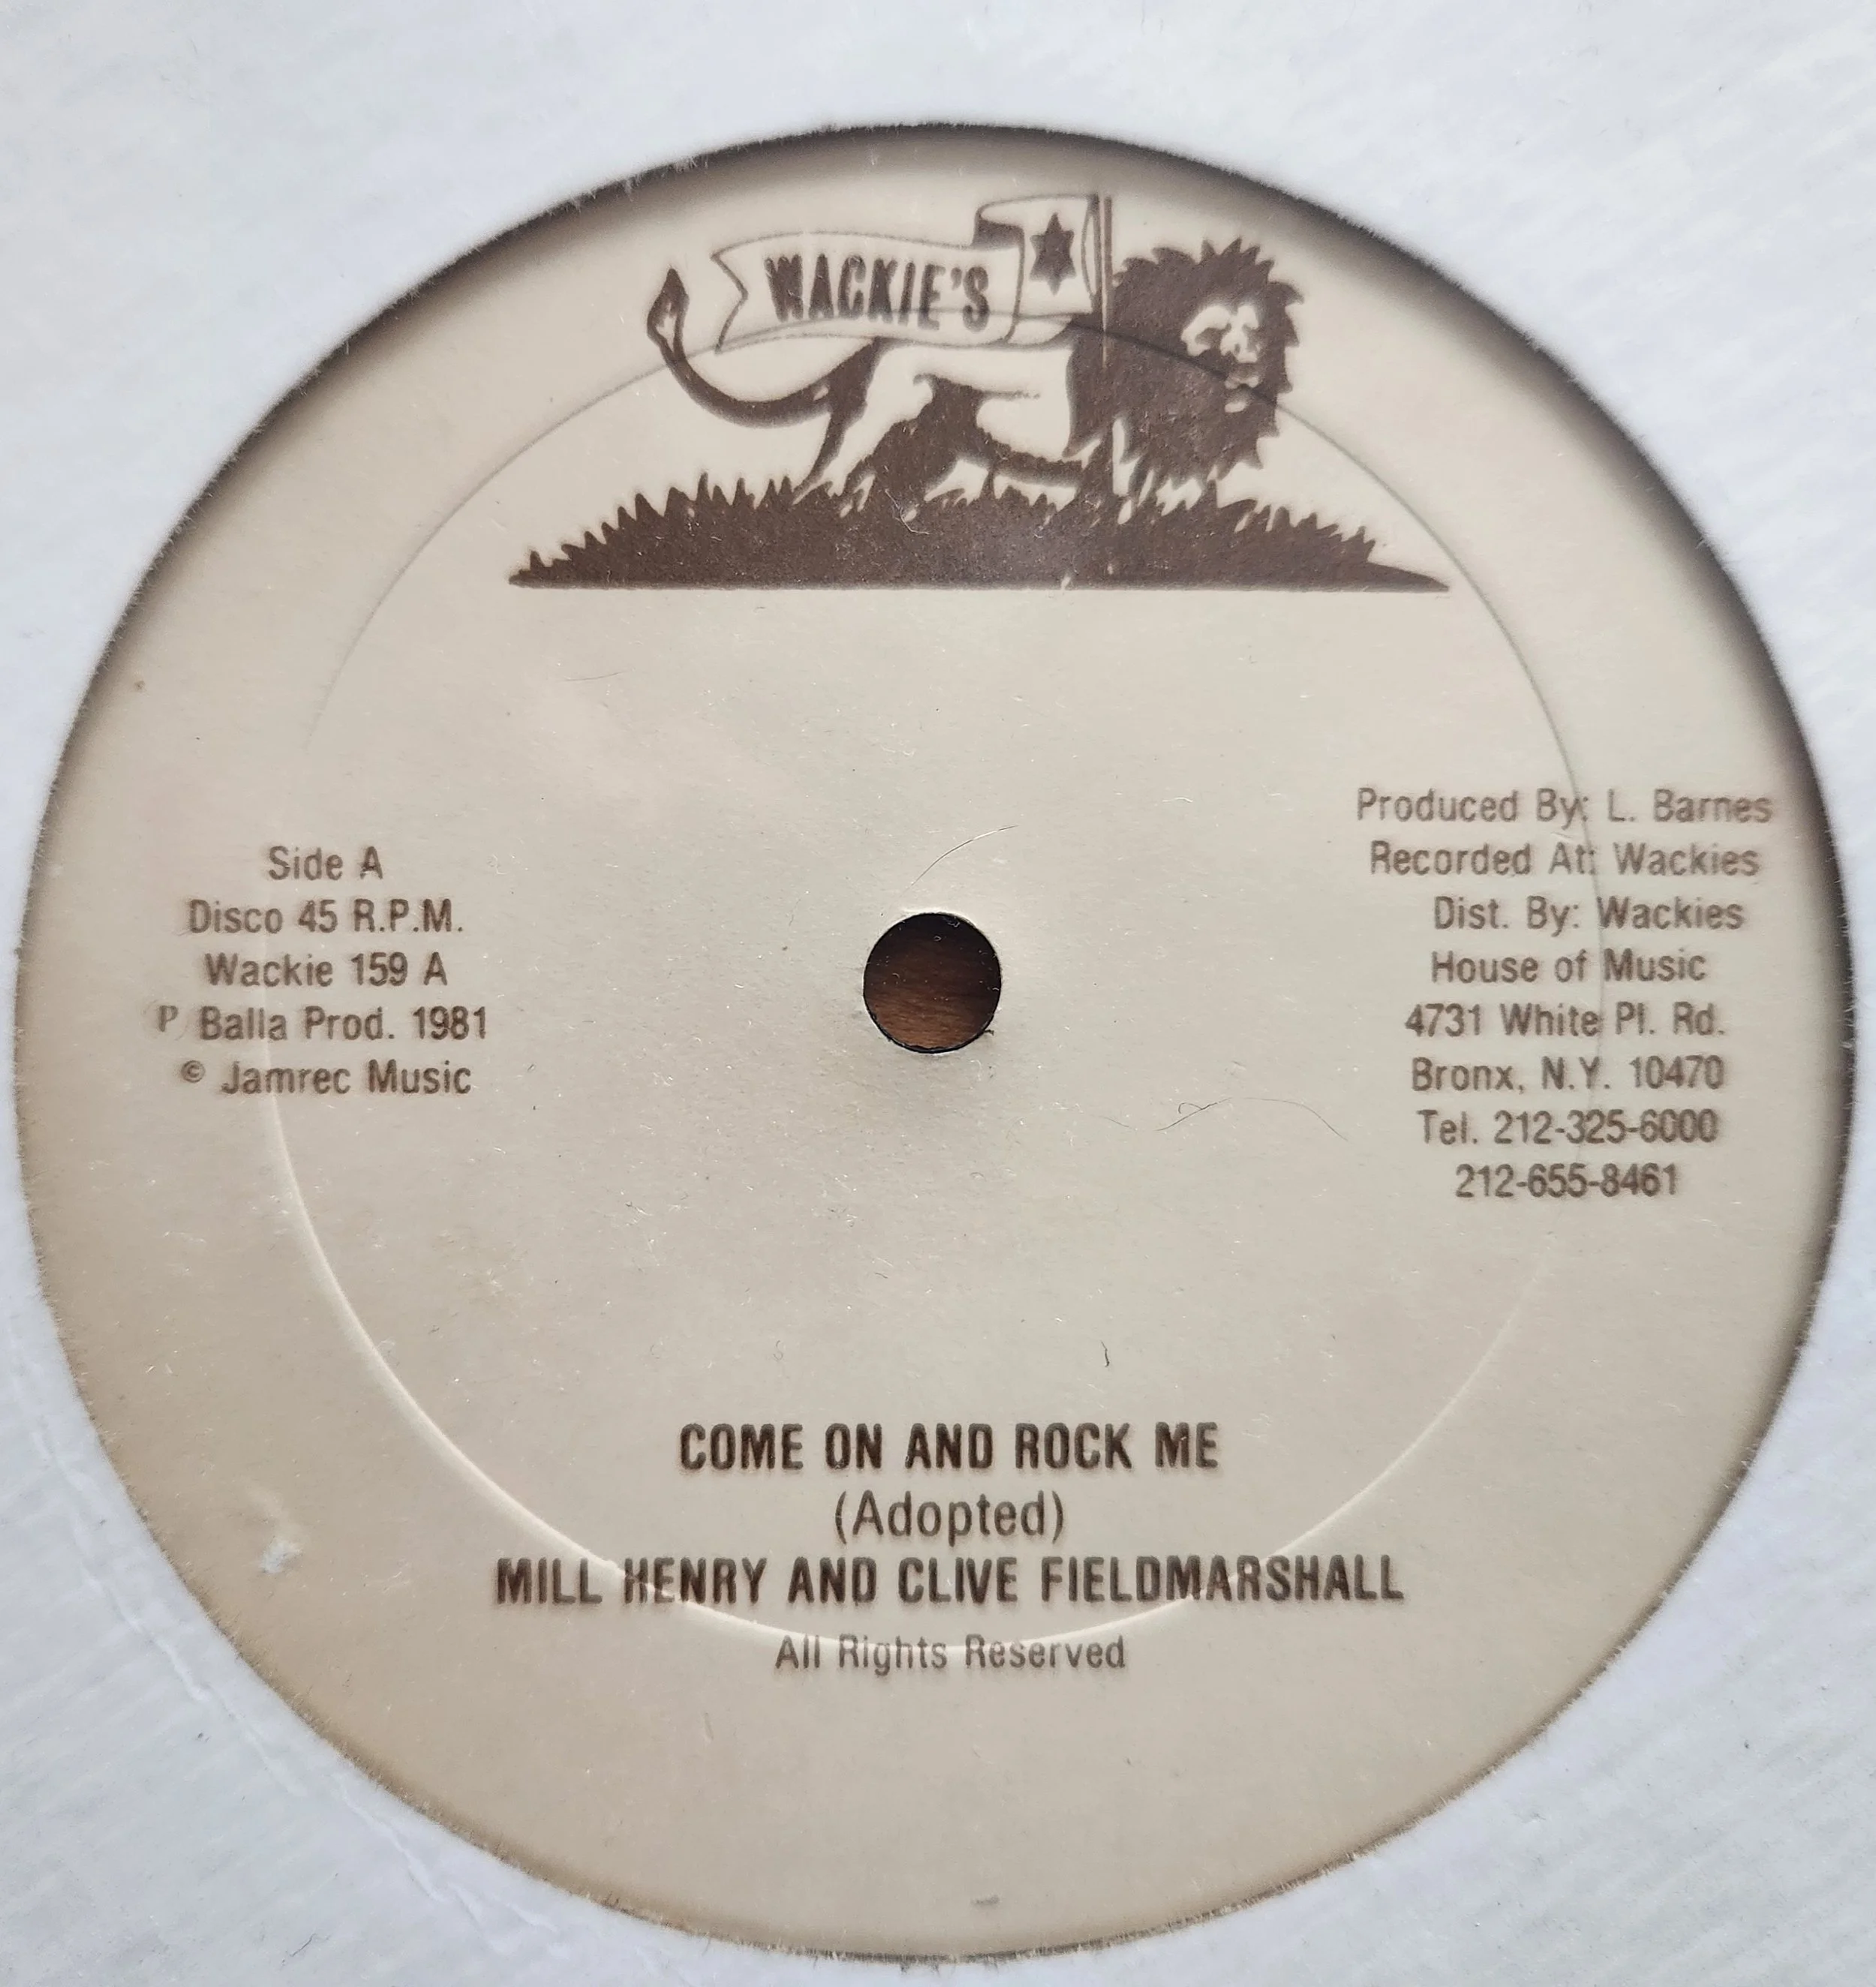 WACKIE'S
Side A
Disco 45 R.P.M.
Wackie 159 A
P Balla Prod. 1981
© Jamrec Music
Produced By: L. Barnes
Recorded At: Wackies
Dist. By: Wackies
House of Music
4731 White Pl. Rd.
Bronx, N.Y. 10470
Tel. 212-325-6000
212-655-8461
COME ON AND ROCK ME
(Adopted)
MILL HENRY AND CLIVE FIELDMARSHALL
All Rights Reserved